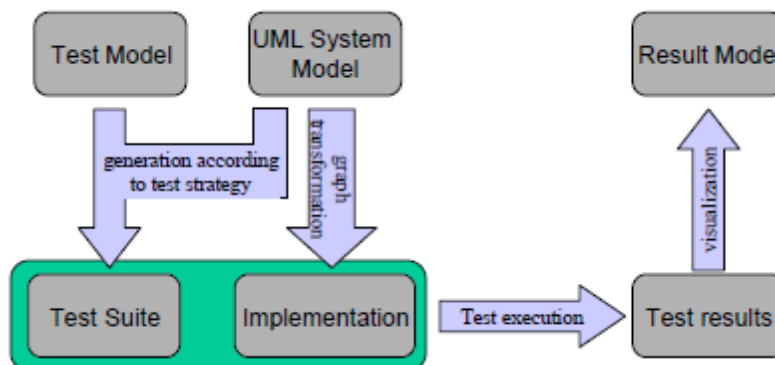 Test Model
UML System
Model
Result Mode
generation according
to test strategy
graph
transformation
visualization
Test Suite
Implementation
Test execution
Test results